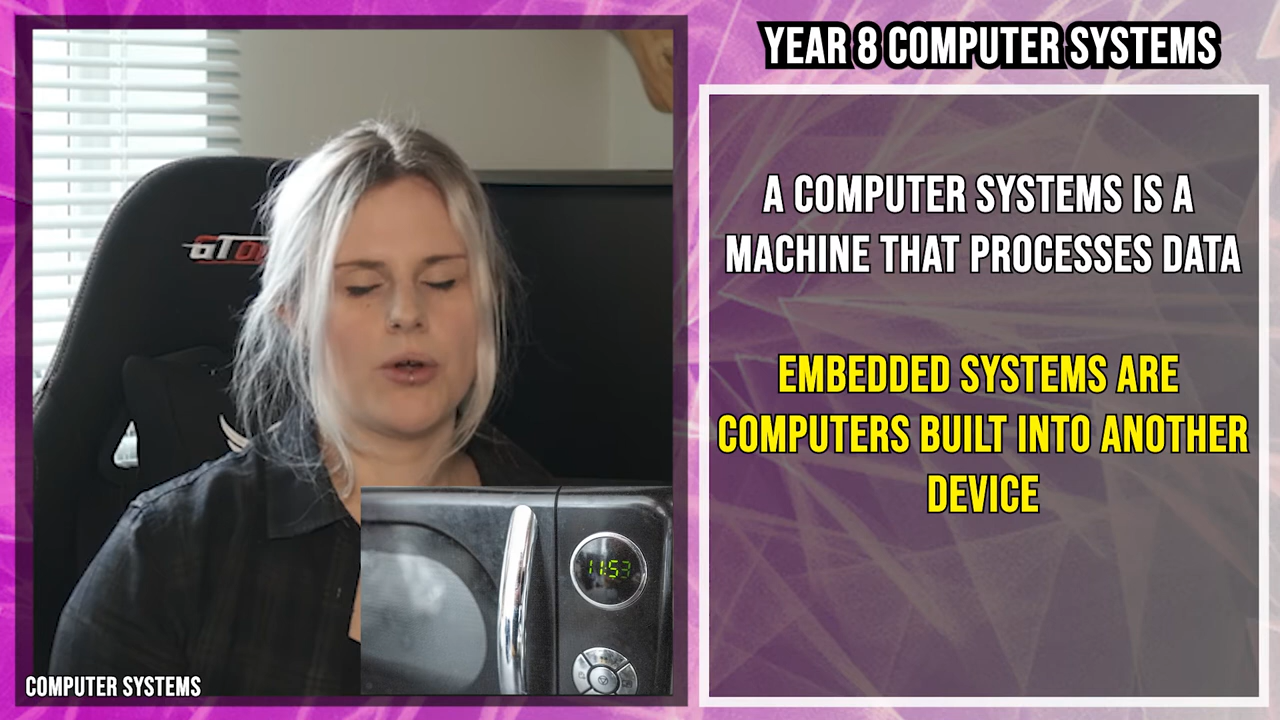 YEAR 8 COMPUTER SYSTEMS
A COMPUTER SYSTEMS IS A
MACHINE THAT PROCESSES DATA
EMBEDDED SYSTEMS ARE
COMPUTERS BUILT INTO ANOTHER
DEVICE
11:53
COMPUTER SYSTEMS